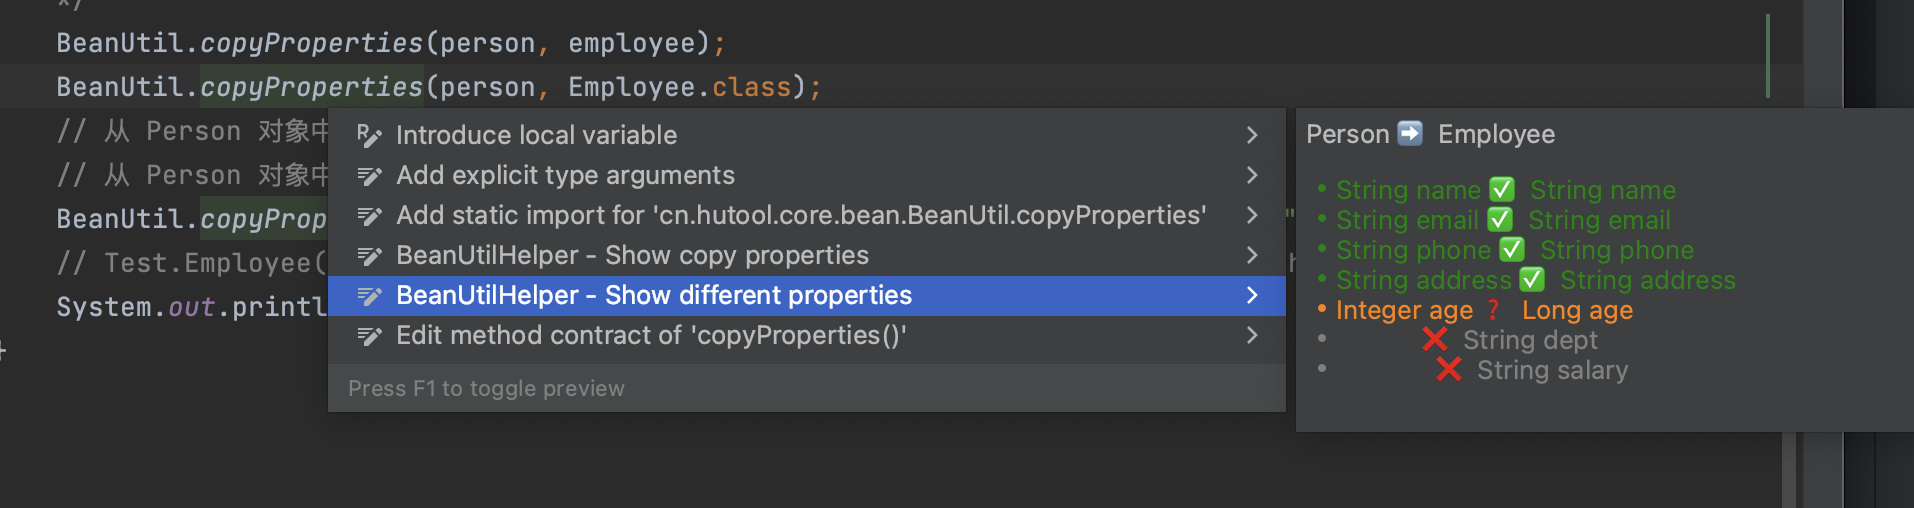 */
BeanUtil.copyProperties(person, employee);
BeanUtil.copyProperties(person, Employee.class);
// 从 Person 对象中
// 从 Person 对象中
BeanUtil.copyProp
"
// Test.Employee(
System.out.printl
Introduce local variable
Add explicit type arguments
Add static import for 'cn.hutool.core.bean.BeanUtil.copyProperties'
BeanUtilHelper - Show copy properties
BeanUtilHelper - Show different properties
Edit method contract of 'copyProperties()'
Press F1 to toggle preview
Person ➡️ Employee
• String name ✅ String name
• String email ✅ String email
• String phone ✅ String phone
• String address ✅ String address
• Integer age ❓ Long age
• ❌ String dept
• ❌ String salary